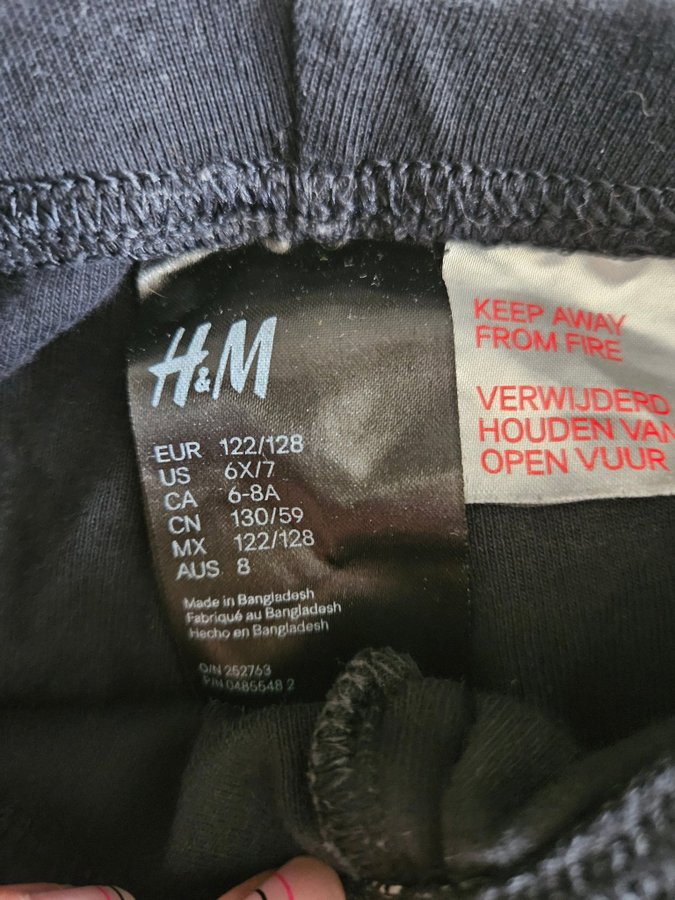 H&M
EUR 122/128
US 6X/7
CA 6-8A
CN 130/59
MX 122/128
AUS 8
Made in Bangladesh
Fabriqué au Bangladesh
Hecho en Bangladesh
O/N 252763
P/N 0485548 2
KEEP AWAY
FROM FIRE
VERWIJDERD
HOUDEN VAN
OPEN VUUR